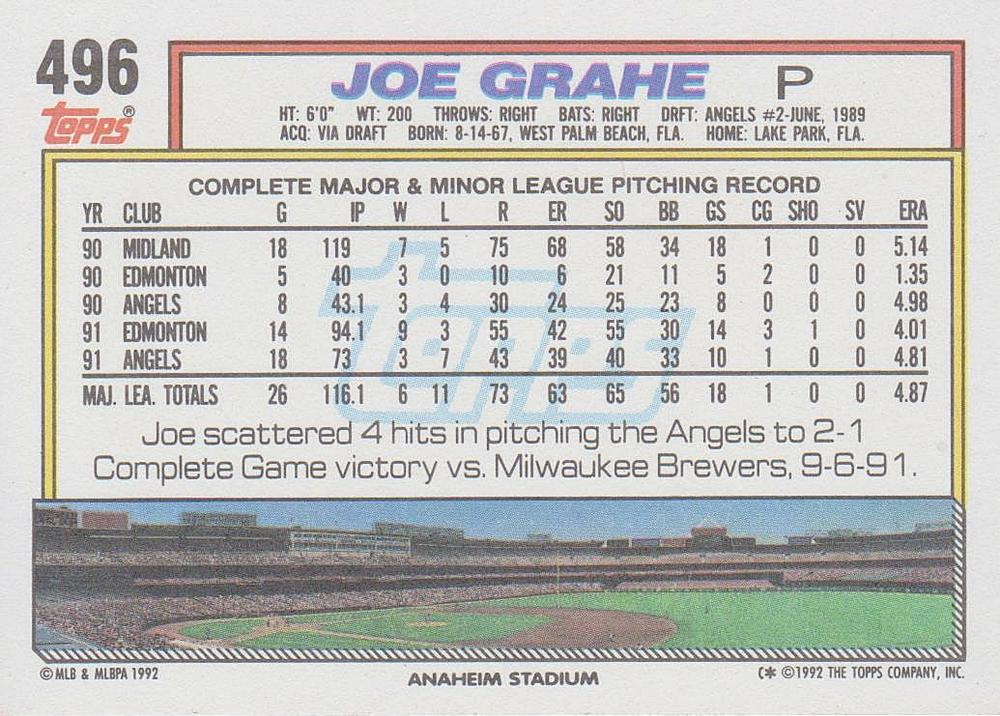 496
Topps®
JOE GRAHE P
HT: 6'0" WT: 200 THROWS: RIGHT BATS: RIGHT DRFT: ANGELS #2-JUNE, 1989
ACQ: VIA DRAFT BORN: 8-14-67, WEST PALM BEACH, FLA. HOME: LAKE PARK, FLA.
COMPLETE MAJOR & MINOR LEAGUE PITCHING RECORD
YR CLUB G IP W L R ER SO BB GS CG SHO SV ERA
90 MIDLAND 18 119 7 5 75 68 58 34 18 1 0 0 5.14
90 EDMONTON 5 40 3 0 10 6 21 11 5 2 0 0 1.35
90 ANGELS 8 43.1 3 4 30 24 25 23 8 0 0 0 4.98
91 EDMONTON 14 94.1 9 3 55 42 55 30 14 3 1 0 4.01
91 ANGELS 18 73 3 7 43 39 40 33 10 1 0 0 4.81
MAJ. LEA. TOTALS 26 116.1 6 11 73 63 65 56 18 1 0 0 4.87
Topps
Joe scattered 4 hits in pitching the Angels to 2-1
Complete Game victory vs. Milwaukee Brewers, 9-6-91.
© MLB & MLBPA 1992
ANAHEIM STADIUM
C* ©1992 THE TOPPS COMPANY, INC.